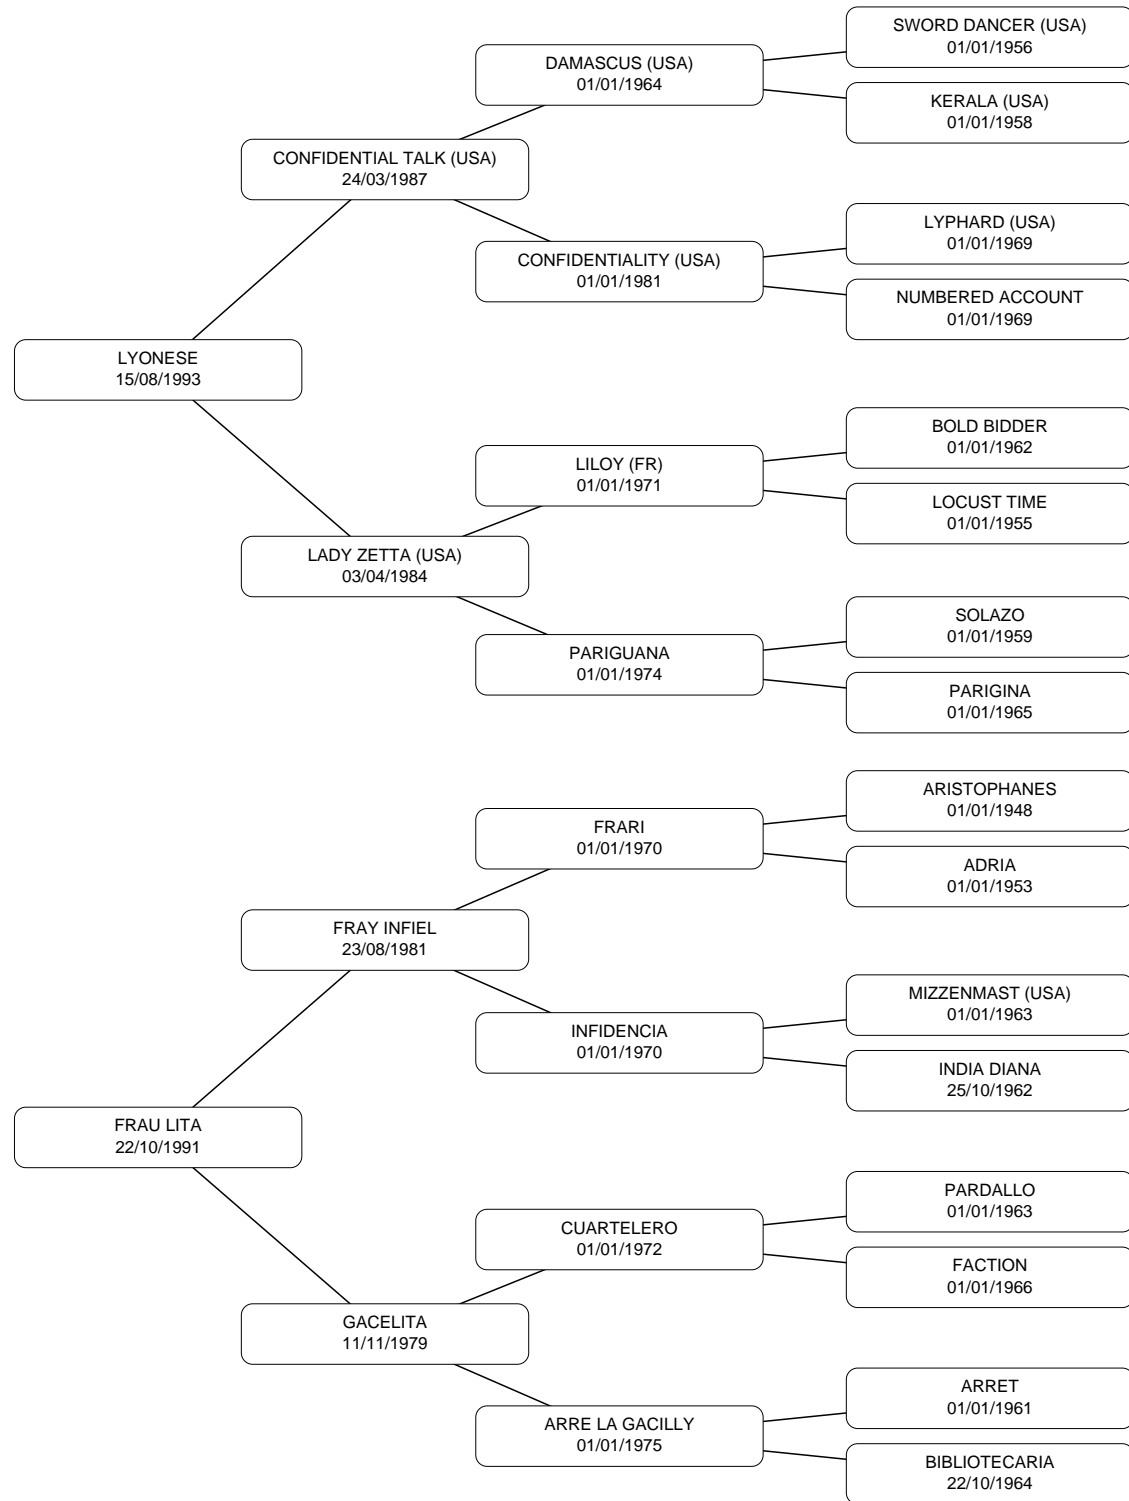 SWORD DANCER (USA)
01/01/1956
DAMASCUS (USA)
01/01/1964
KERALA (USA)
01/01/1958
CONFIDENTIAL TALK (USA)
24/03/1987
LYPHARD (USA)
01/01/1969
CONFIDENTIALITY (USA)
01/01/1981
NUMBERED ACCOUNT
01/01/1969
LYONESE
15/08/1993
BOLD BIDDER
01/01/1962
LILOY (FR)
01/01/1971
LOCUST TIME
01/01/1955
LADY ZETTA (USA)
03/04/1984
SOLAZO
01/01/1959
PARIGUANA
01/01/1974
PARIGINA
01/01/1965
ARISTOPHANES
01/01/1948
FRARI
01/01/1970
ADRIA
01/01/1953
FRAY INFIEL
23/08/1981
MIZZENMAST (USA)
01/01/1963
INFIDENCIA
01/01/1970
INDIA DIANA
25/10/1962
FRAU LITA
22/10/1991
PARDALLO
01/01/1963
CUARTELERO
01/01/1972
FACTION
01/01/1966
GACELITA
11/11/1979
ARRET
01/01/1961
ARRE LA GACILLY
01/01/1975
BIBLIOTECARIA
22/10/1964